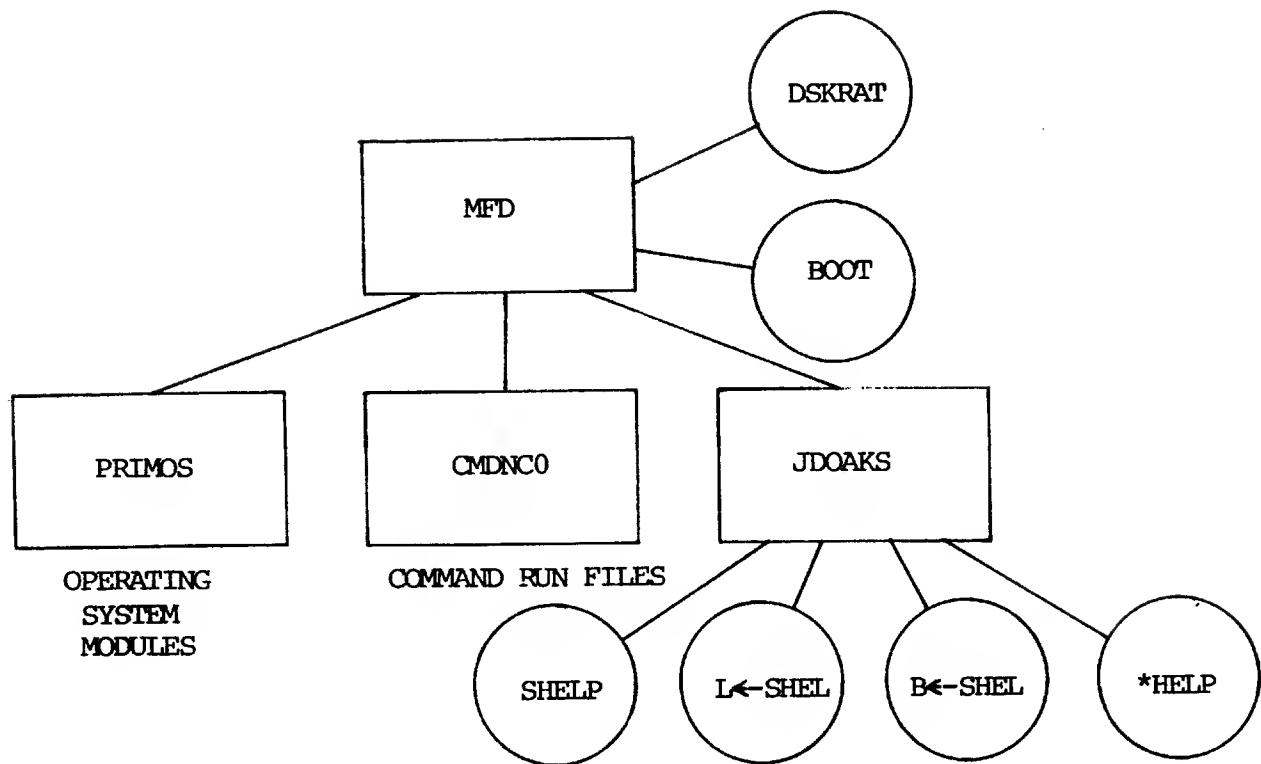 DSKRAT
MFD
BOOT
PRIMOS
CMDNC0
JDOAKS
OPERATING
SYSTEM
MODULES
COMMAND RUN FILES
SHELP
L<-SHEL
B<-SHEL
*HELP